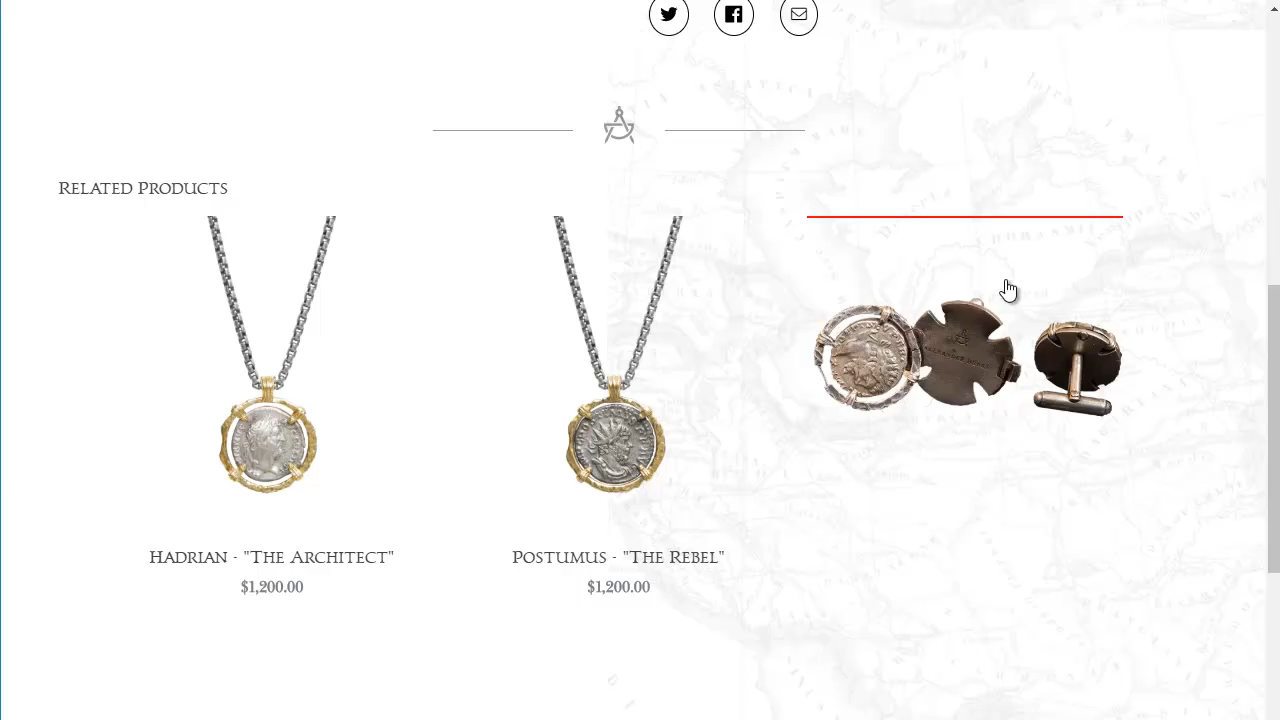 Related Products
Hadrian - "The Architect"
$1,200.00
Postumus - "The Rebel"
$1,200.00